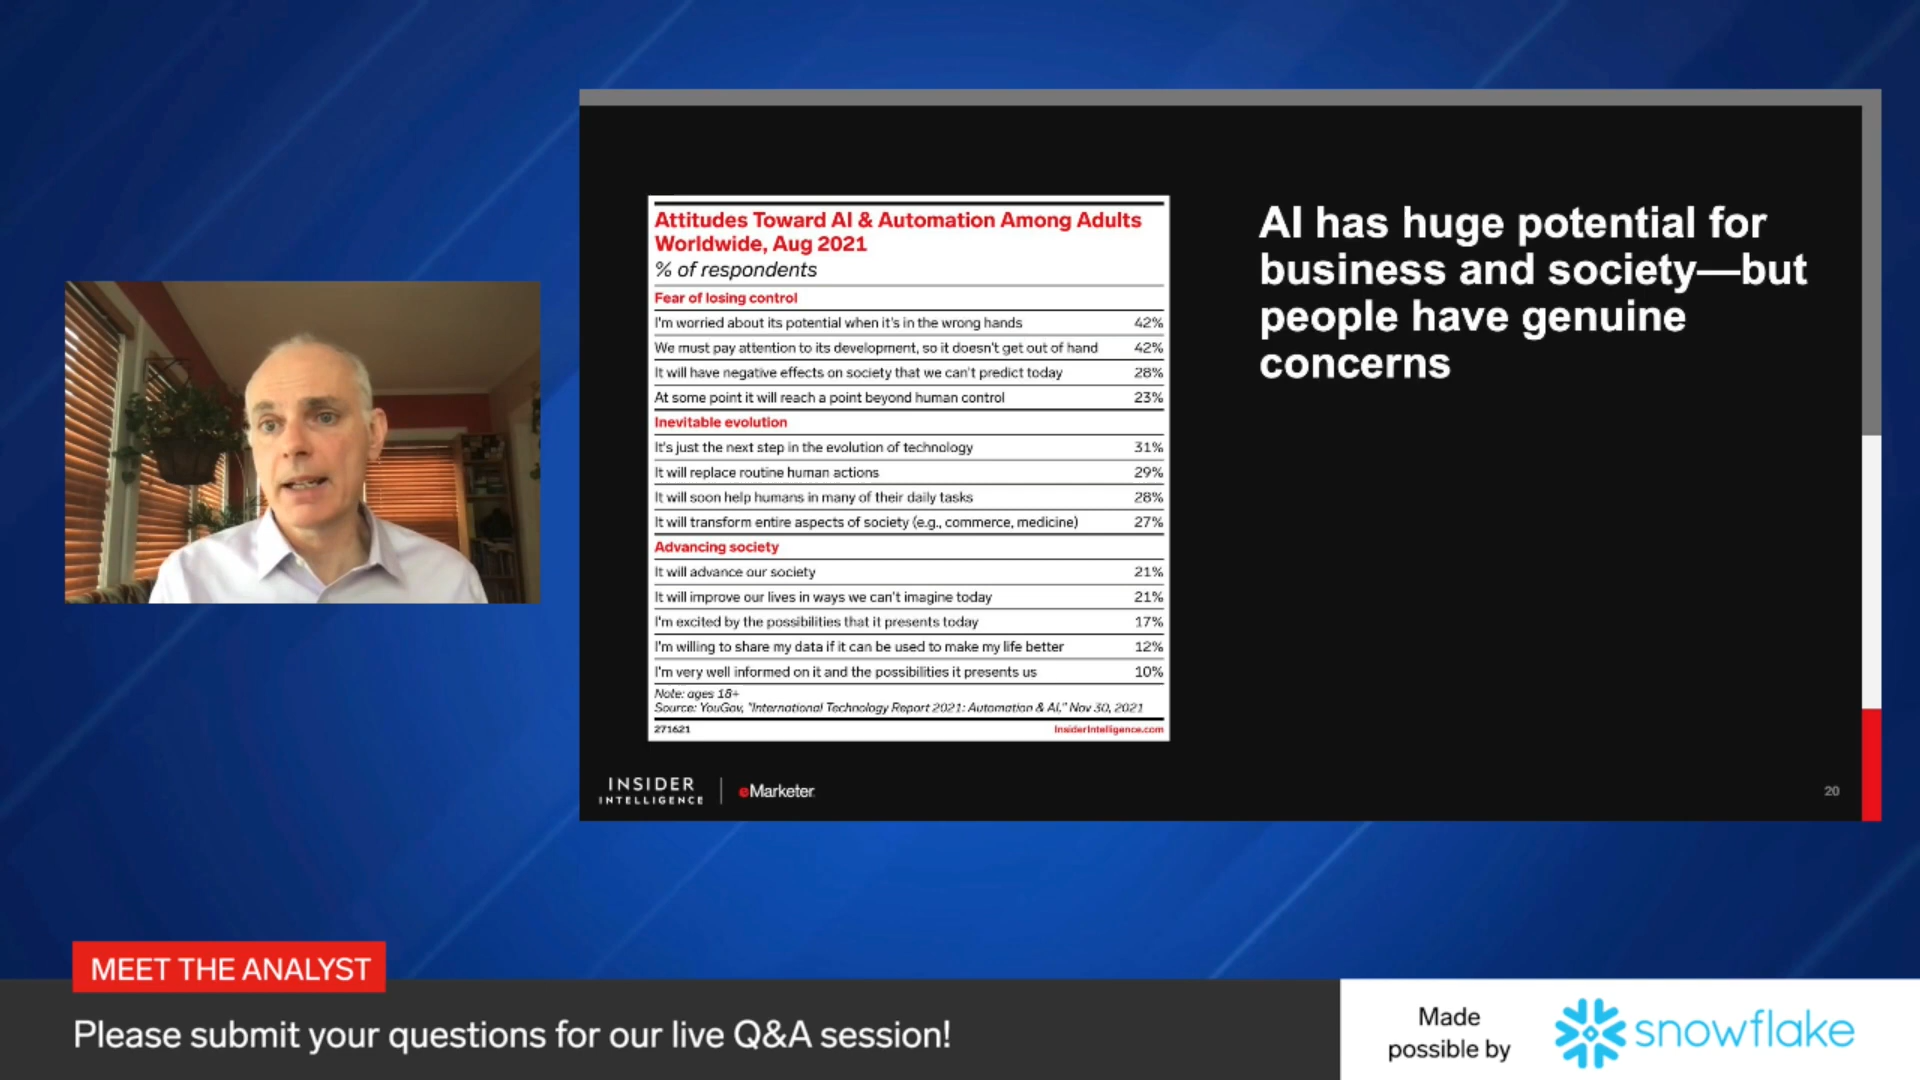 Attitudes Toward AI & Automation Among Adults
Worldwide, Aug 2021
% of respondents
Fear of losing control
I'm worried about its potential when it's in the wrong hands 42%
We must pay attention to its development, so it doesn't get out of hand 42%
It will have negative effects on society that we can't predict today 28%
At some point it will reach a point beyond human control 23%
Inevitable evolution
It's just the next step in the evolution of technology 31%
It will replace routine human actions 29%
It will soon help humans in many of their daily tasks 28%
It will transform entire aspects of society (e.g., commerce, medicine) 27%
Advancing society
It will advance our society 21%
It will improve our lives in ways we can't imagine today 21%
I'm excited by the possibilities that it presents today 17%
I'm willing to share my data if it can be used to make my life better 12%
I'm very well informed on it and the possibilities it presents us 10%
Note: ages 18+
Source: YouGov, "International Technology Report 2021: Automation & AI," Nov 30, 2021
271621 InsiderIntelligence.com
AI has huge potential for
business and society—but
people have genuine
concerns
INSIDER
INTELLIGENCE
eMarketer
20
MEET THE ANALYST
Please submit your questions for our live Q&A session!
Made
possible by
snowflake